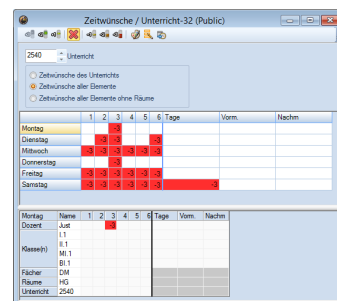 Zeitwünsche / Unterricht-32 (Public)
2540 Unterricht
Zeitwünsche des Unterrichts
Zeitwünsche aller Elemente
Zeitwünsche aller Elemente ohne Räume
1 2 3 4 5 6 Tage Vorm. Nachm
Montag -3
Dienstag -3 -3 -3
Mittwoch -3 -3 -3 -3 -3 -3
Donnerstag -3
Freitag -3 -3 -3 -3 -3 -3
Samstag -3 -3 -3 -3 -3 -3 -3
Montag Name 1 2 3 4 5 6 Tage Vorm. Nachm
Dozent Just -3
I.1
Klasse(n) II.1
MI.1
BI.1
Fächer DM
Räume HG
Unterricht 2540